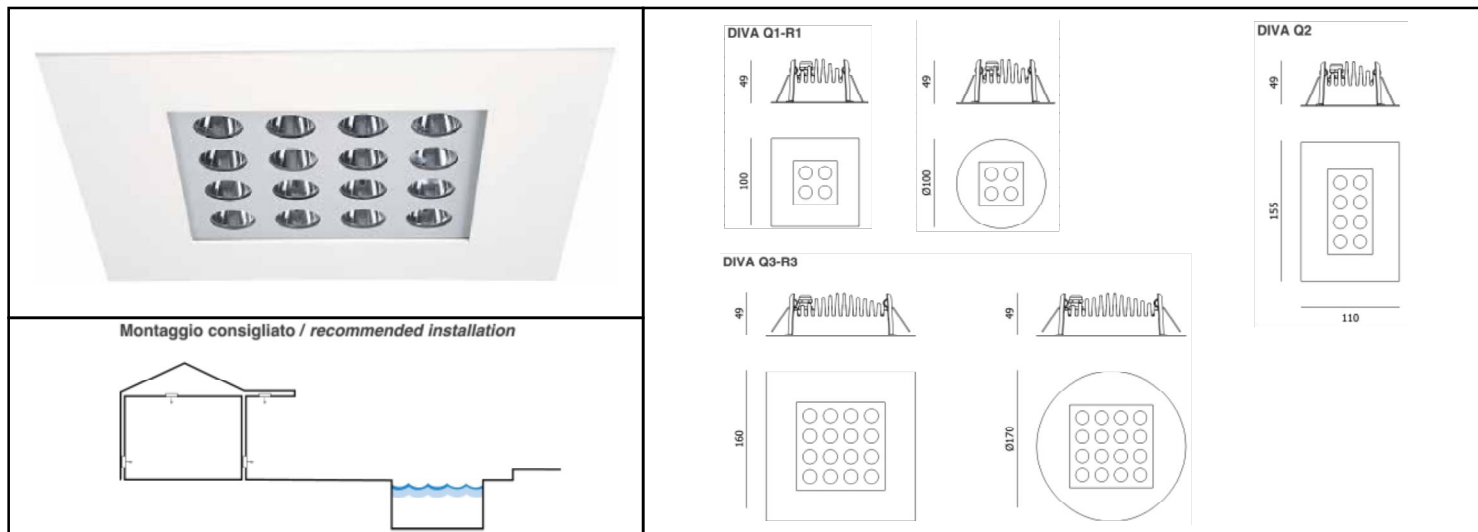 Montaggio consigliato / recommended installation
DIVA Q1-R1
49
100
49
Ø100
DIVA Q2
49
155
110
DIVA Q3-R3
49
160
49
Ø170